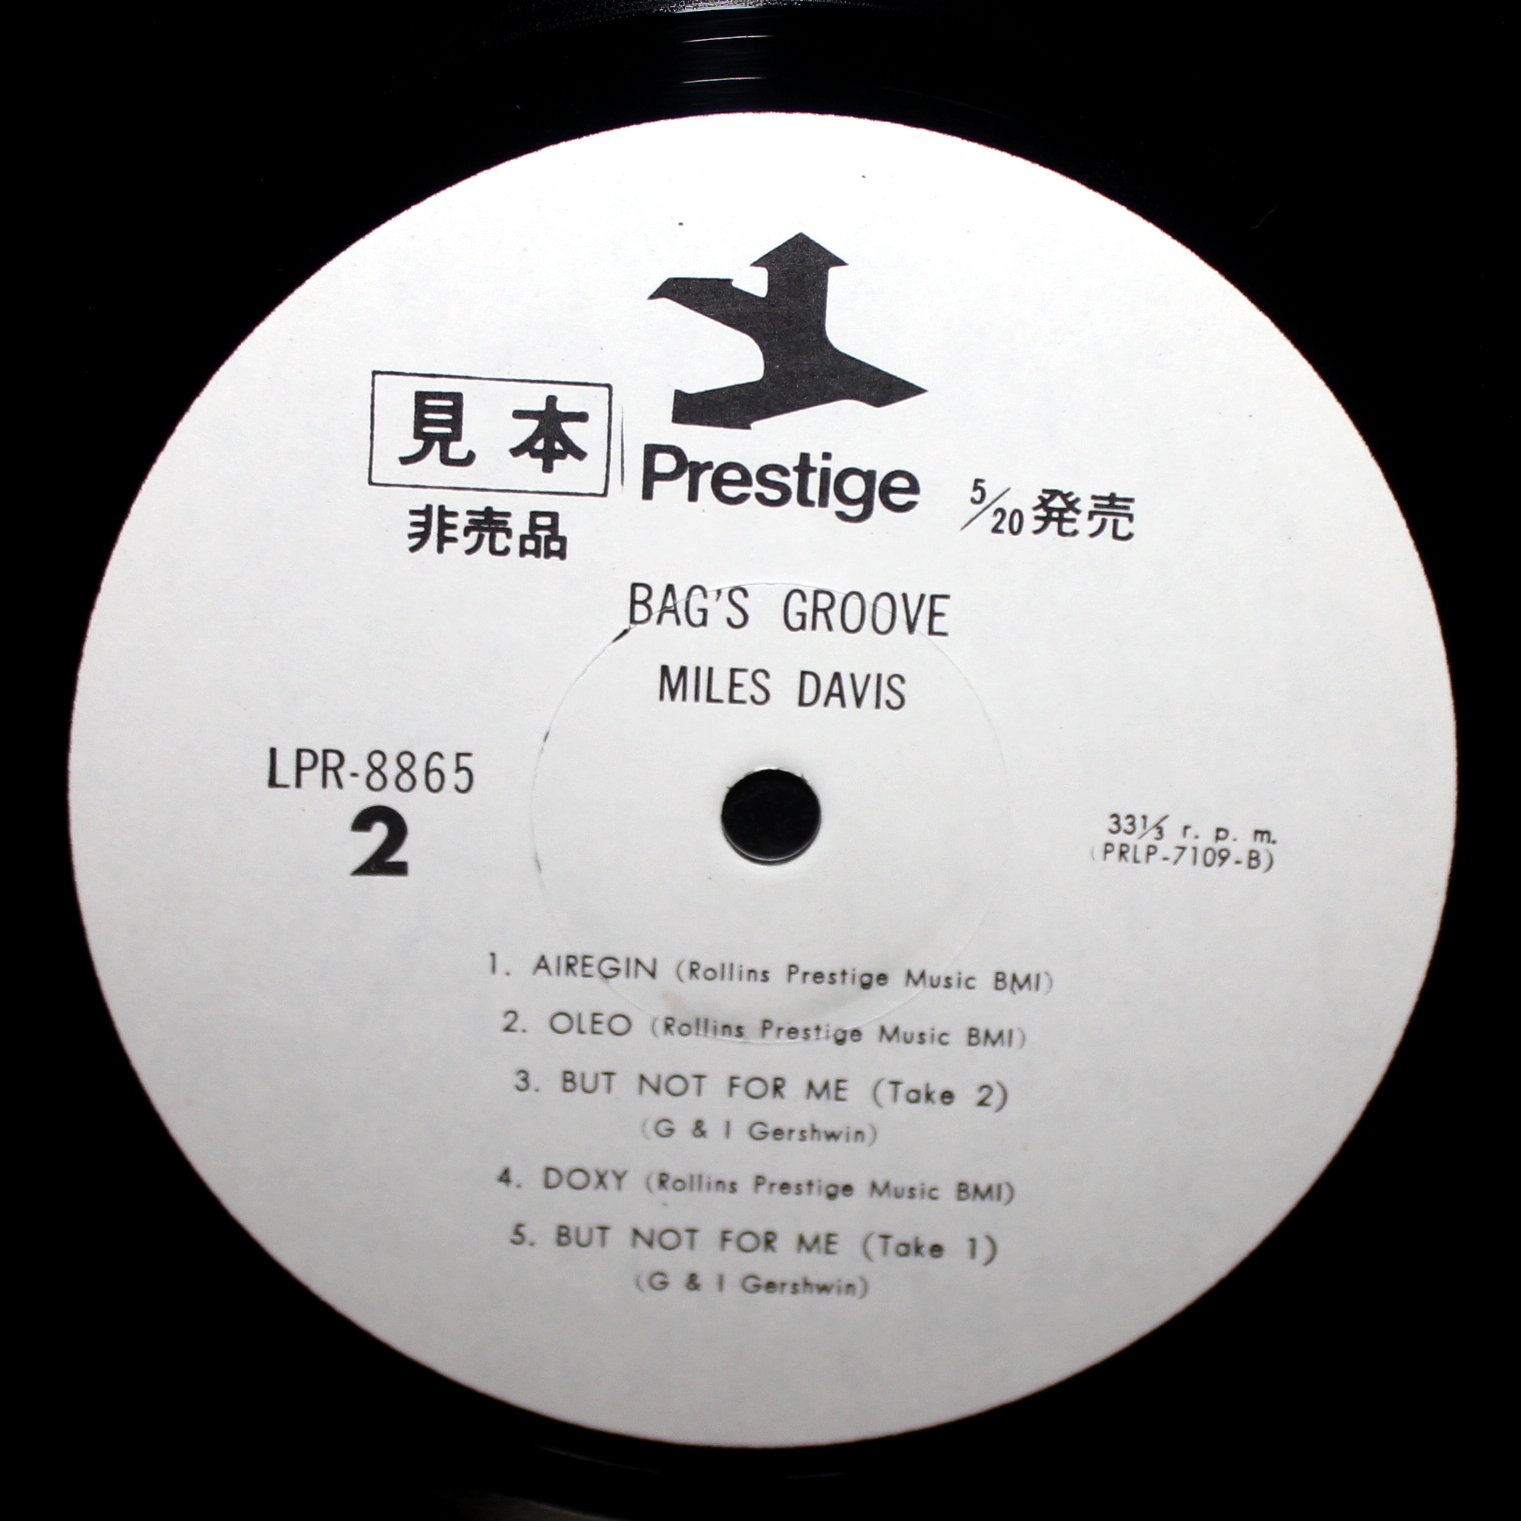 見本
非売品
Prestige
5/20 発売
BAG'S GROOVE
MILES DAVIS
LPR-8865
2
33⅓ r. p. m.
(PRLP-7109-B)
1. AIREGIN (Rollins Prestige Music BMI)
2. OLEO (Rollins Prestige Music BMI)
3. BUT NOT FOR ME (Take 2)
(G & I Gershwin)
4. DOXY (Rollins Prestige Music BMI)
5. BUT NOT FOR ME (Take 1)
(G & I Gershwin)